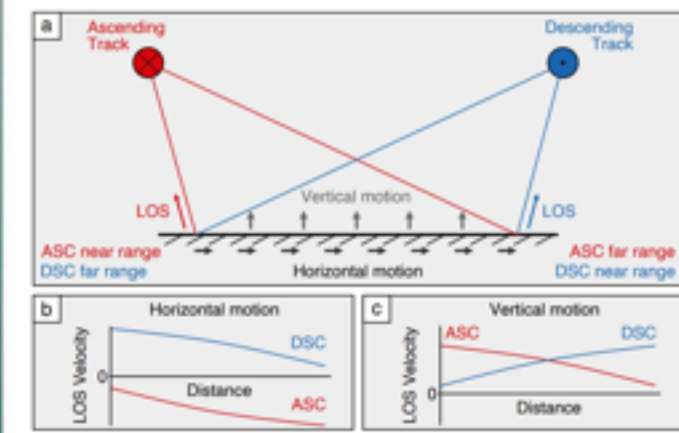 a
Ascending
Track
Descending
Track
Vertical motion
LOS
LOS
ASC near range
DSC far range
Horizontal motion
ASC far range
DSC near range
b
Horizontal motion
LOS Velocity
0
DSC
Distance
ASC
c
Vertical motion
LOS Velocity
0
ASC
DSC
Distance